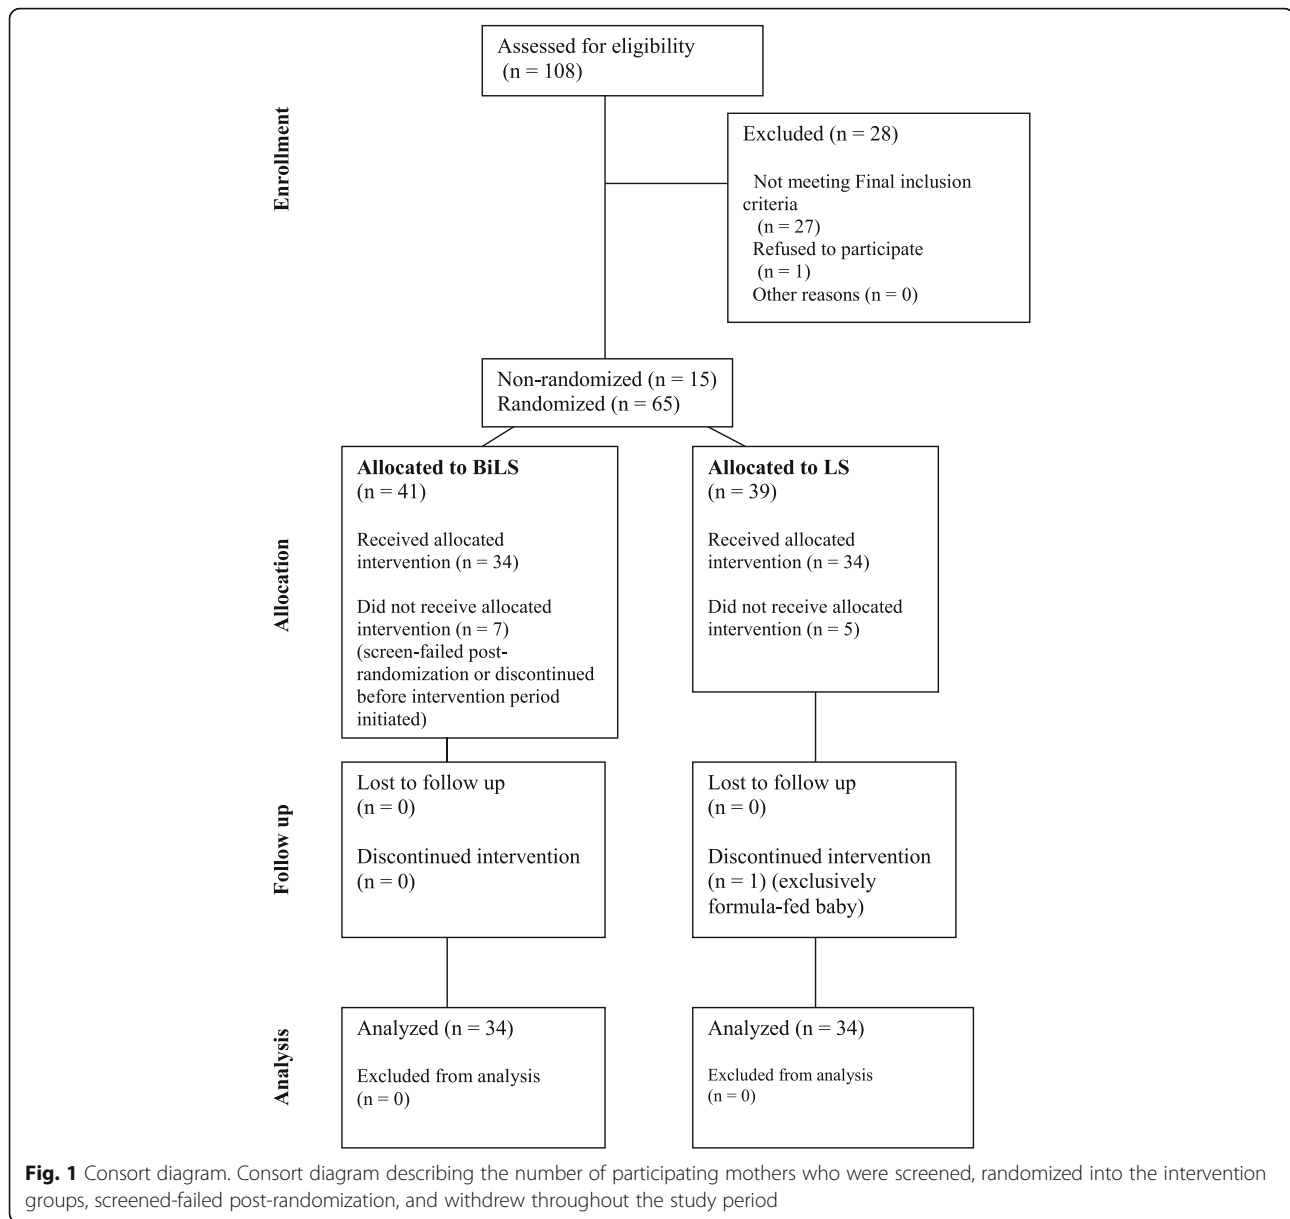 Assessed for eligibility
(n = 108)
Enrollment
Excluded (n = 28)
Not meeting Final inclusion
criteria
(n = 27)
Refused to participate
(n = 1)
Other reasons (n = 0)
Non-randomized (n = 15)
Randomized (n = 65)
Allocation
Allocated to BiLS
(n = 41)
Received allocated
intervention (n = 34)
Did not receive allocated
intervention (n = 7)
(screen-failed post-
randomization or discontinued
before intervention period
initiated)
Allocated to LS
(n = 39)
Received allocated
intervention (n = 34)
Did not receive allocated
intervention (n = 5)
Follow up
Lost to follow up
(n = 0)
Discontinued intervention
(n = 0)
Lost to follow up
(n = 0)
Discontinued intervention
(n = 1) (exclusively
formula-fed baby)
Analysis
Analyzed (n = 34)
Excluded from analysis
(n = 0)
Analyzed (n = 34)
Excluded from analysis
(n = 0)
Fig. 1 Consort diagram. Consort diagram describing the number of participating mothers who were screened, randomized into the intervention
groups, screened-failed post-randomization, and withdrew throughout the study period